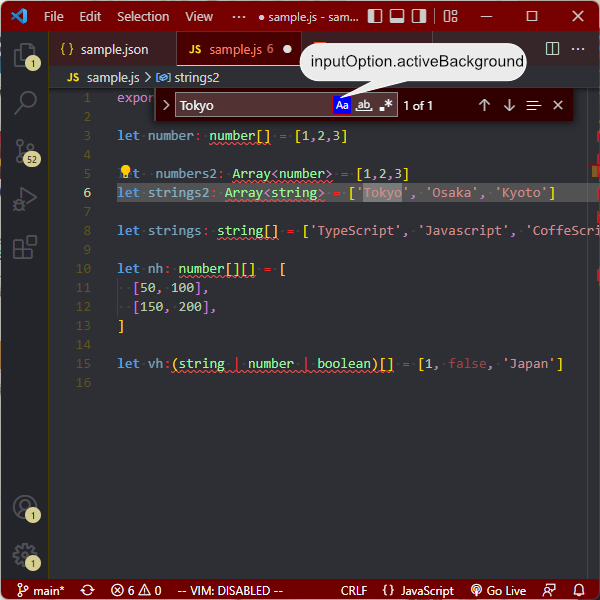 File Edit Selection View ··· ● sample.js - sam...
{ } sample.json JS sample.js 6 ●
inputOption.activeBackground
JS sample.js > strings2
1 expor
Tokyo Aa ab .* 1 of 1
2
3 let number: number[] = [1,2,3]
4
5 let numbers2: Array<number> = [1,2,3]
6 let strings2: Array<string> = ['Tokyo', 'Osaka', 'Kyoto']
7
8 let strings: string[] = ['TypeScript', 'Javascript', 'CoffeScri
9
10 let nh: number[][] = [
11 [50, 100],
12 [150, 200],
13 ]
14
15 let vh:(string | number | boolean)[] = [1, false, 'Japan']
16
1
52
1
1
main* 6 0 -- VIM: DISABLED -- CRLF { } JavaScript Go Live